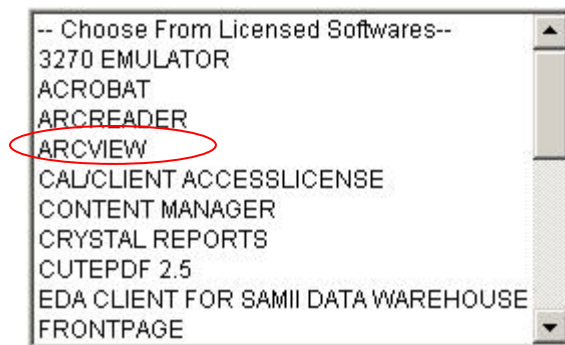 -- Choose From Licensed Softwares--
3270 EMULATOR
ACROBAT
ARCREADER
ARCVIEW
CAL/CLIENT ACCESSLICENSE
CONTENT MANAGER
CRYSTAL REPORTS
CUTEPDF 2.5
EDA CLIENT FOR SAMII DATA WAREHOUSE
FRONTPAGE